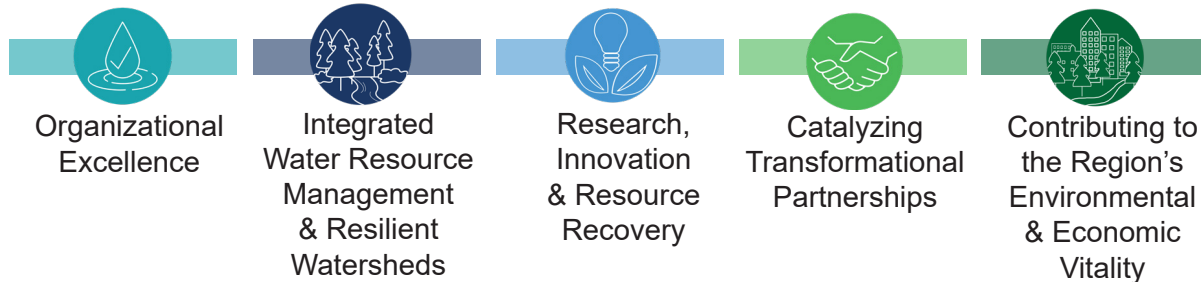 Organizational
Excellence
Integrated
Water Resource
Management
& Resilient
Watersheds
Research,
Innovation
& Resource
Recovery
Catalyzing
Transformational
Partnerships
Contributing to
the Region’s
Environmental
& Economic
Vitality